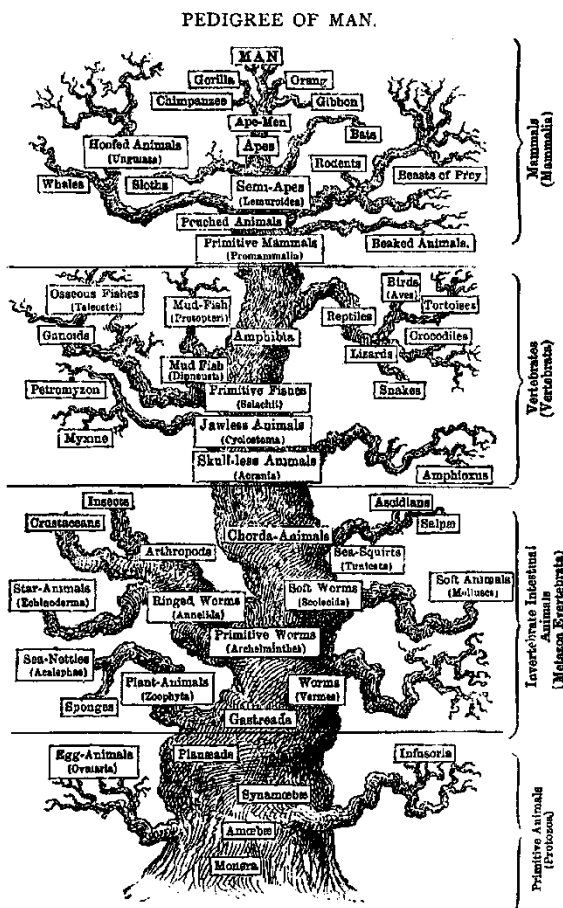 PEDIGREE OF MAN.
MAN
Gorilla
Orang
Chimpanzee
Gibbon
Ape-Men
Bats
Hoofed Animals
(Ungulata)
Apes
Rodents
Whales
Sloths
Semi-Apes
(Lemuroidea)
Beasts of Prey
Pouched Animals
Primitive Mammals
(Promammalia)
Beaked Animals.
Mammals
(Mammalia)
Osseous Fishes
(Teleostei)
Mud-Fish
(Protopteri)
Birds
(Aves)
Tortoises
Reptiles
Ganoids
Amphibia
Crocodiles
Lizards
Mud Fish
(Dipneusta)
Snakes
Petromyzon
Primitive Fishes
(Selachii)
Jawless Animals
(Cyclostoma)
Myxine
Skull-less Animals
(Acrania)
Amphioxus
Vertebrates
(Vertebrata)
Insects
Ascidians
Crustaceans
Salpæ
Chorda-Animals
Arthropods
Sea-Squirts
(Tunicata)
Star-Animals
(Echinoderma)
Soft Animals
(Mollusca)
Ringed Worms
(Annelida)
Soft Worms
(Scolecida)
Primitive Worms
(Archelminthes)
Sea-Nettles
(Acalephae)
Plant-Animals
(Zoophyta)
Worms
(Vermes)
Sponges
Gastreada
Invertebrate Intestinal
Animals
(Metazoa Evertebrata)
Egg-Animals
(Ovularia)
Planæada
Infusoria
Synamœbæ
Amœbæ
Monera
Primitive Animals
(Protozoa)